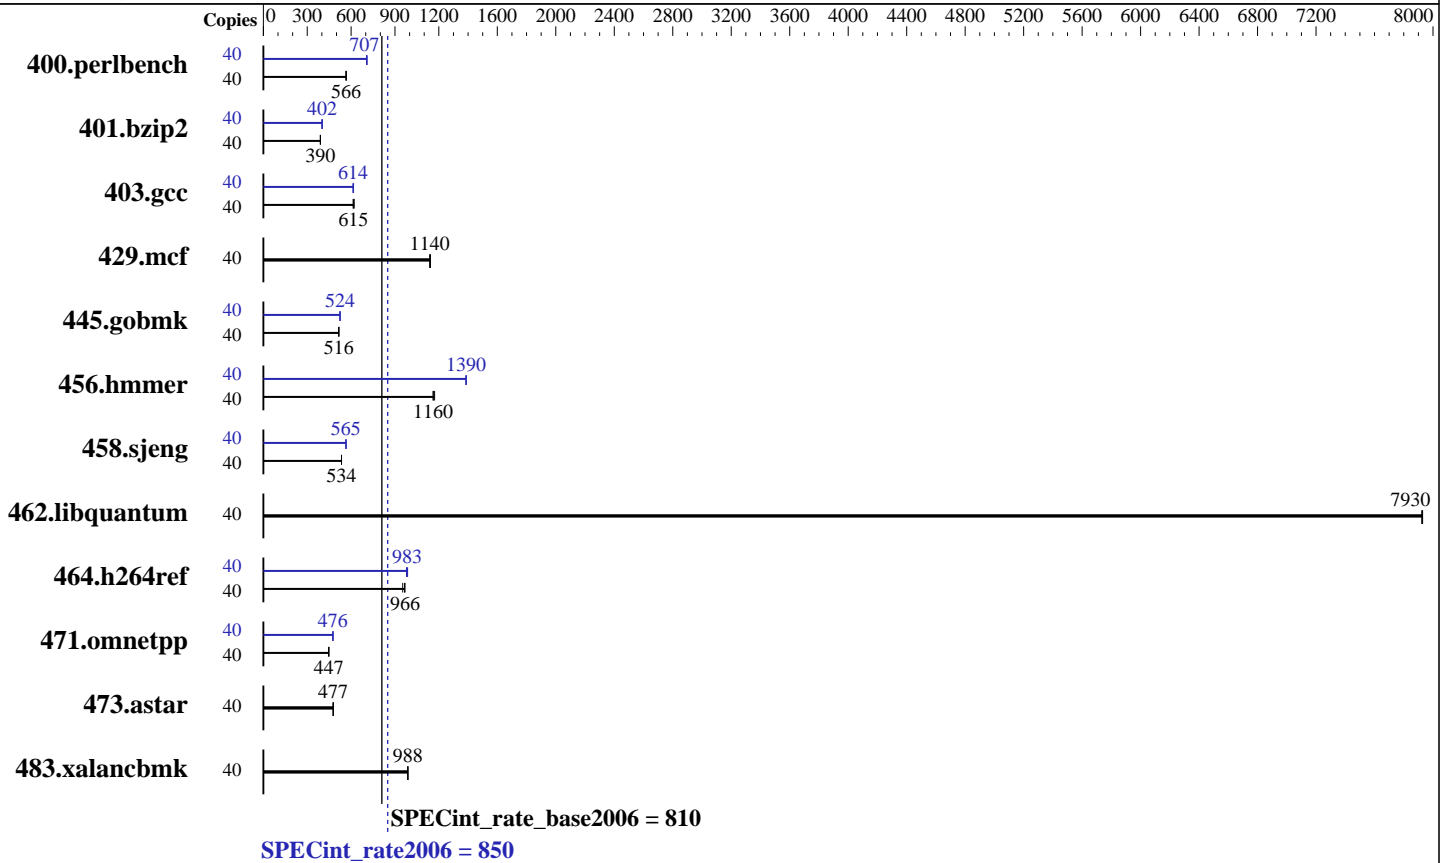 Copies 0 300 600 900 1200 1600 2000 2400 2800 3200 3600 4000 4400 4800 5200 5600 6000 6400 6800 7200 8000
400.perlbench 40 707
40 566
401.bzip2 40 402
40 390
403.gcc 40 614
40 615
429.mcf 40 1140
445.gobmk 40 524
40 516
456.hmmer 40 1390
40 1160
458.sjeng 40 565
40 534
462.libquantum 40 7930
464.h264ref 40 983
40 966
471.omnetpp 40 476
40 447
473.astar 40 477
483.xalancbmk 40 988
SPECint_rate_base2006 = 810
SPECint_rate2006 = 850